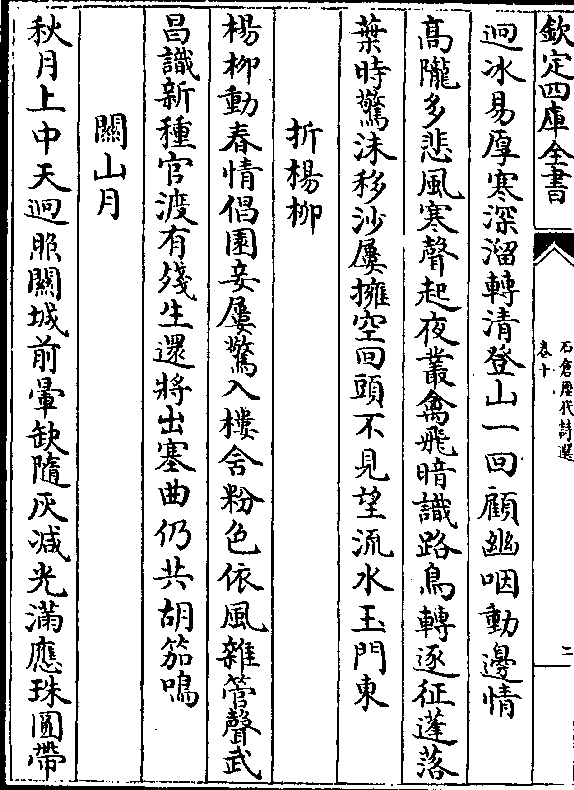 欽定四庫全書
石倉歴代詩選
卷十
二
迥冰易厚寒深溜轉清登山一回顧幽咽動邊情
髙隴多悲風寒聲起夜叢禽飛暗識路鳥轉逐征蓬落
葉時驚沫移沙屢擁空回頭不見望流水玉門東
折楊柳
楊柳動春情倡園妾屢驚入樓含粉色依風雜管聲武
昌識新種官渡有殘生還將出塞曲仍共胡笳鳴
關山月
秋月上中天迥照關城前暈缺隨灰减光滿應珠圓帶